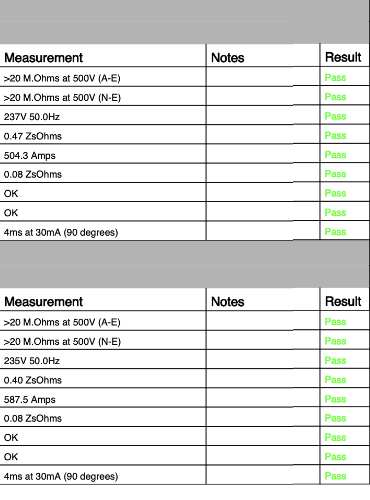 Measurement Notes Result
>20 M.Ohms at 500V (A-E) Pass
>20 M.Ohms at 500V (N-E) Pass
237V 50.0Hz Pass
0.47 ZsOhms Pass
504.3 Amps Pass
0.08 ZsOhms Pass
OK Pass
OK Pass
4ms at 30mA (90 degrees) Pass
Measurement Notes Result
>20 M.Ohms at 500V (A-E) Pass
>20 M.Ohms at 500V (N-E) Pass
235V 50.0Hz Pass
0.40 ZsOhms Pass
587.5 Amps Pass
0.08 ZsOhms Pass
OK Pass
OK Pass
4ms at 30mA (90 degrees) Pass